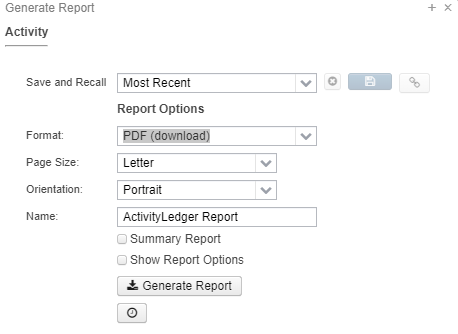 Generate Report
Activity
Save and Recall Most Recent
Report Options
Format: PDF (download)
Page Size: Letter
Orientation: Portrait
Name: ActivityLedger Report
Summary Report
Show Report Options
Generate Report